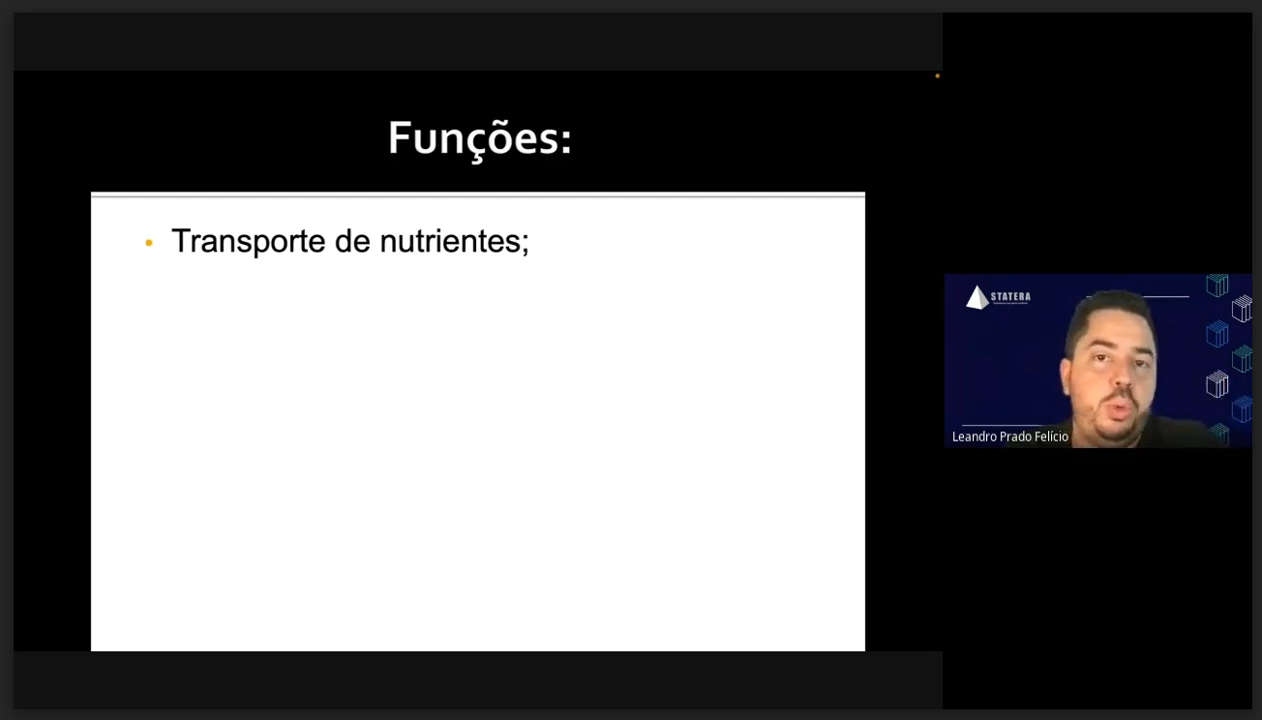 Funções:
• Transporte de nutrientes;
STATERA
Leandro Prado Felício